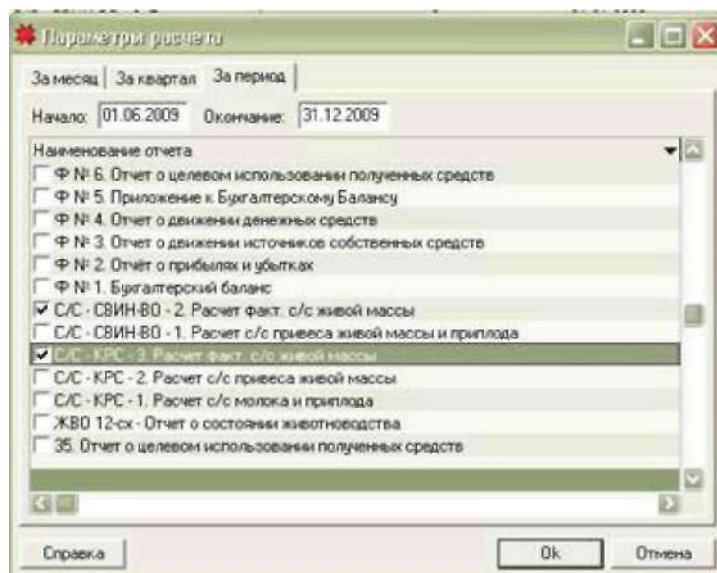 Параметры расчета
За месяц За квартал За период
Начало: 01.06.2009 Окончание: 31.12.2009
Наименование отчета
Ф № 6. Отчет о целевом использовании полученных средств
Ф № 5. Приложение к Бухгалтерскому Балансу
Ф № 4. Отчет о движении денежных средств
Ф № 3. Отчет о движении источников собственных средств
Ф № 2. Отчёт о прибылях и убытках
Ф № 1. Бухгалтерский баланс
С/С - СВИН-ВО - 2. Расчет факт. с/с живой массы
С/С - СВИН-ВО - 1. Расчет с/с привеса живой массы и приплода
С/С - КРС - 3. Расчет факт. с/с живой массы
С/С - КРС - 2. Расчет с/с привеса живой массы
С/С - КРС - 1. Расчет с/с молока и приплода
ЖВО 12-сх - Отчет о состоянии животноводства
35. Отчет о целевом использовании полученных средств
Справка Ok Отмена